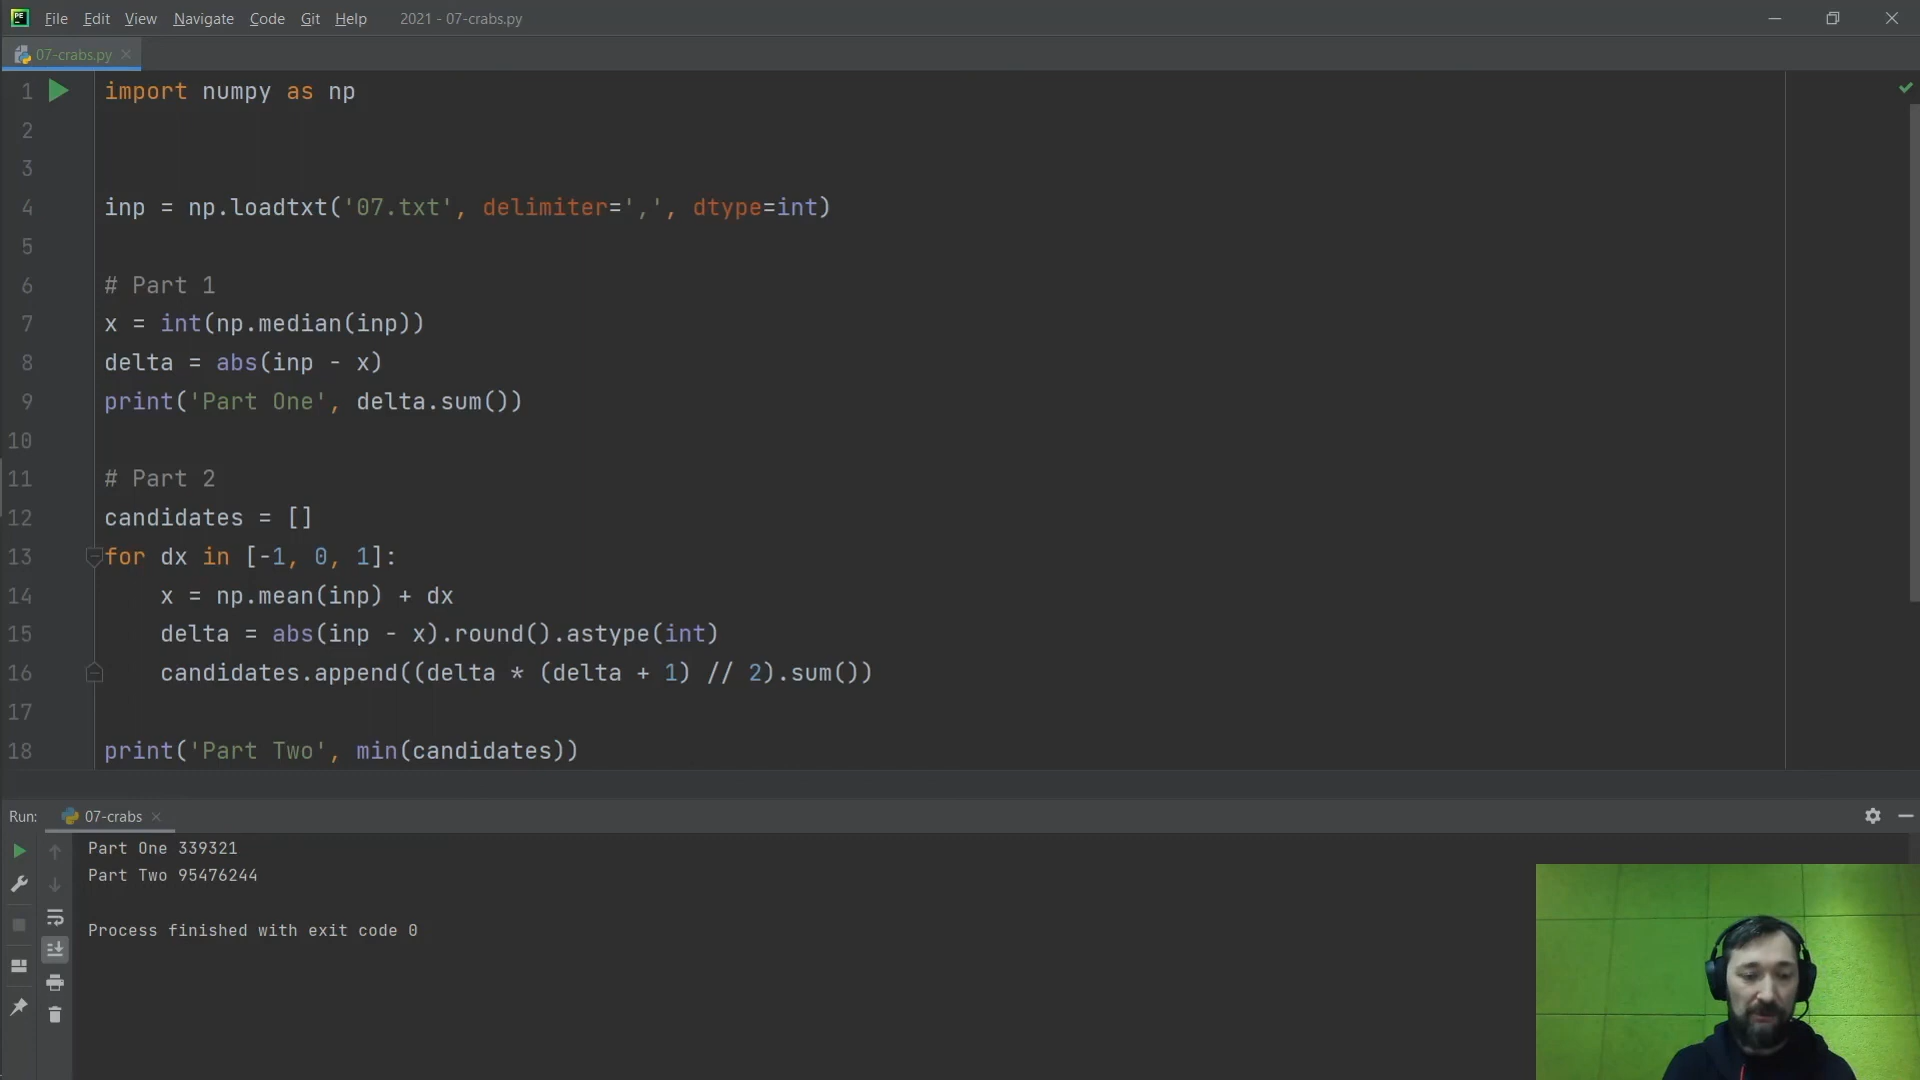 PC File Edit View Navigate Code Git Help 2021 - 07-crabs.py
07-crabs.py
1 import numpy as np
2
3
4 inp = np.loadtxt('07.txt', delimiter=',', dtype=int)
5
6 # Part 1
7 x = int(np.median(inp))
8 delta = abs(inp - x)
9 print('Part One', delta.sum())
10
11 # Part 2
12 candidates = []
13 for dx in [-1, 0, 1]:
14 x = np.mean(inp) + dx
15 delta = abs(inp - x).round().astype(int)
16 candidates.append((delta * (delta + 1) // 2).sum())
17
18 print('Part Two', min(candidates))
Run: 07-crabs
Part One 339321
Part Two 95476244
Process finished with exit code 0